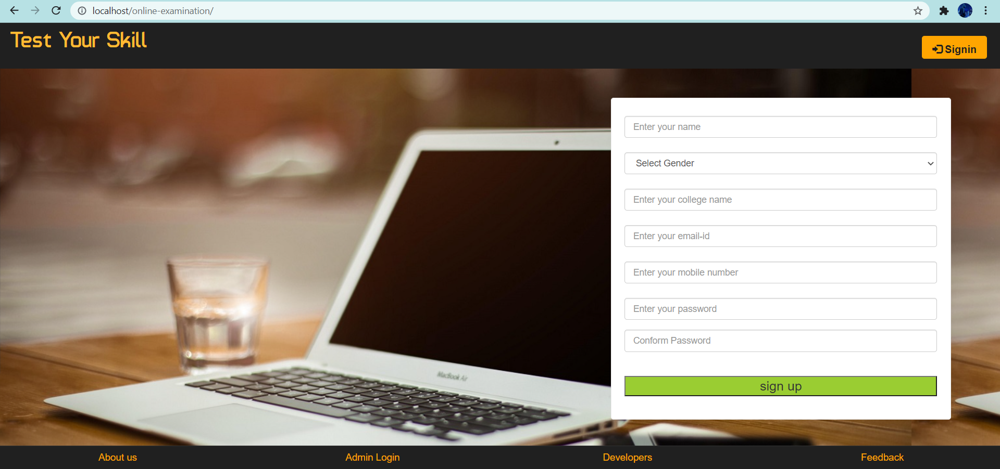 localhost/online-examination/
Test Your Skill
Signin
Enter your name
Select Gender
Enter your college name
Enter your email-id
Enter your mobile number
Enter your password
Conform Password
sign up
MacBook Air
About us
Admin Login
Developers
Feedback